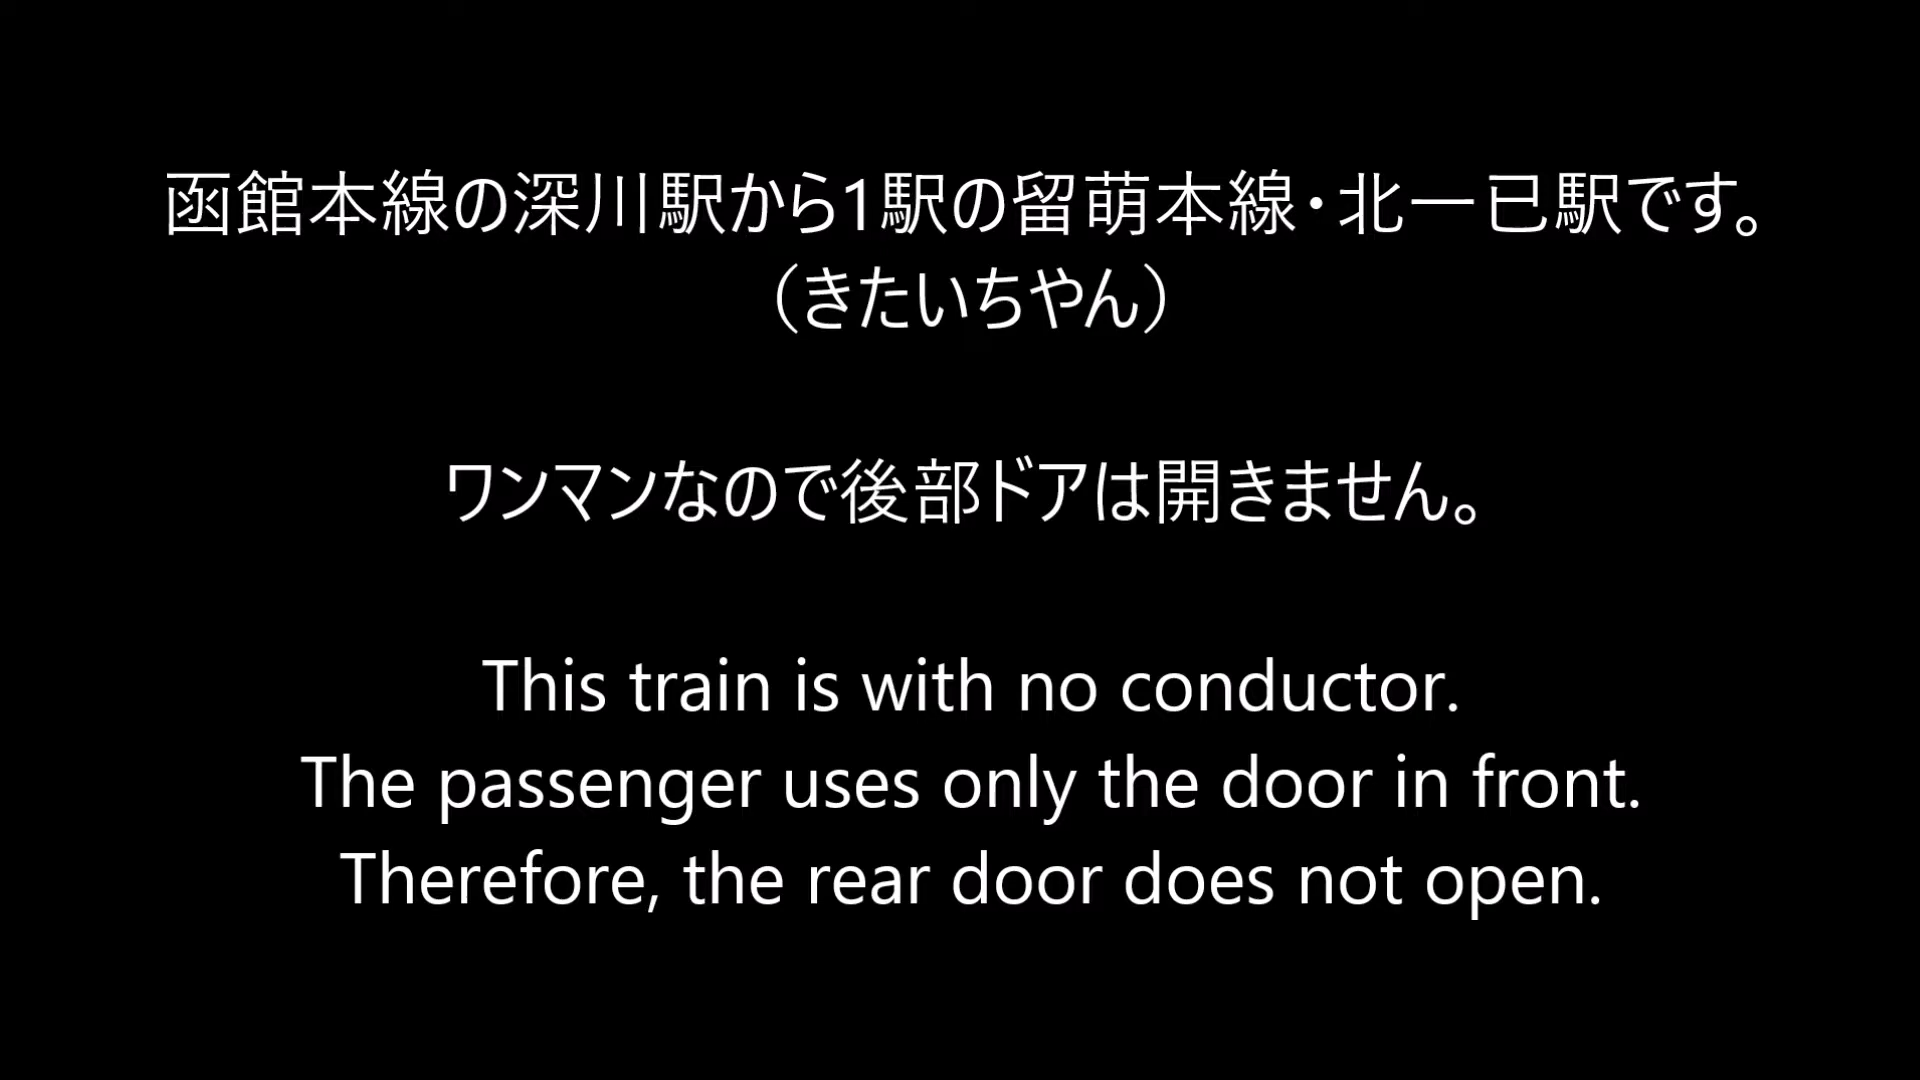 函館本線の深川駅から1駅の留萌本線・北一已駅です。
（きたいちやん）
ワンマンなので後部ドアは開きません。
This train is with no conductor.
The passenger uses only the door in front.
Therefore, the rear door does not open.